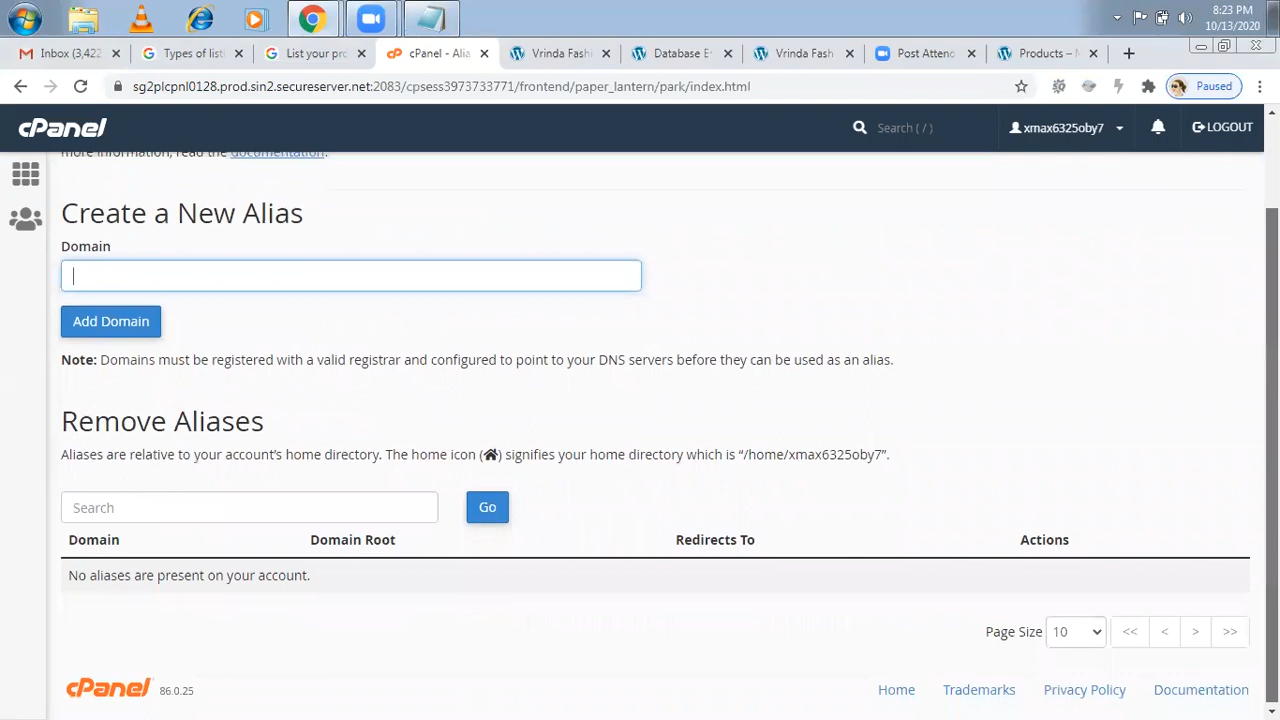 8:23 PM
10/13/2020
Inbox (3,422
Types of list
List your pro
cPanel - Alia
Vrinda Fashi
Database E
Vrinda Fash
Post Atteno
Products – M
sg2plcpnl0128.prod.sin2.secureserver.net:2083/cpsess3973733771/frontend/paper_lantern/park/index.html
Paused
cPanel
Search ( / )
xmax6325oby7
LOGOUT
more information, read the documentation.
Create a New Alias
Domain
Add Domain
Note: Domains must be registered with a valid registrar and configured to point to your DNS servers before they can be used as an alias.
Remove Aliases
Aliases are relative to your account's home directory. The home icon () signifies your home directory which is “/home/xmax6325oby7”.
Search
Go
Domain
Domain Root
Redirects To
Actions
No aliases are present on your account.
Page Size
10
<<
<
>
>>
cPanel
86.0.25
Home
Trademarks
Privacy Policy
Documentation